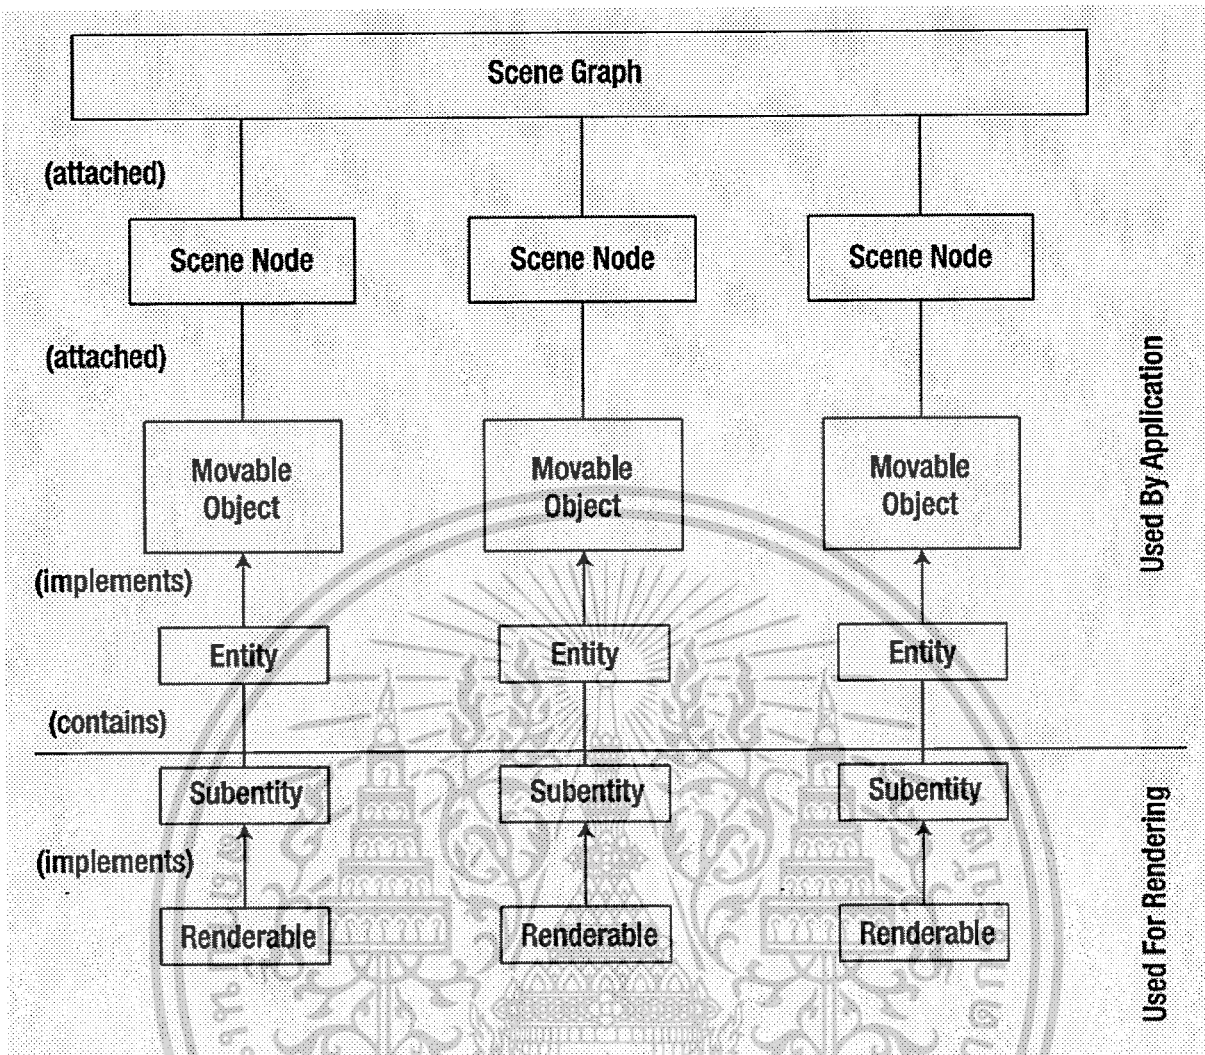 Scene Graph
(attached)
Scene Node
Scene Node
Scene Node
(attached)
Movable
Object
Movable
Object
Movable
Object
(implements)
Entity
Entity
Entity
(contains)
Subentity
Subentity
Subentity
(implements)
Renderable
Renderable
Renderable
Used By Application
Used For Rendering